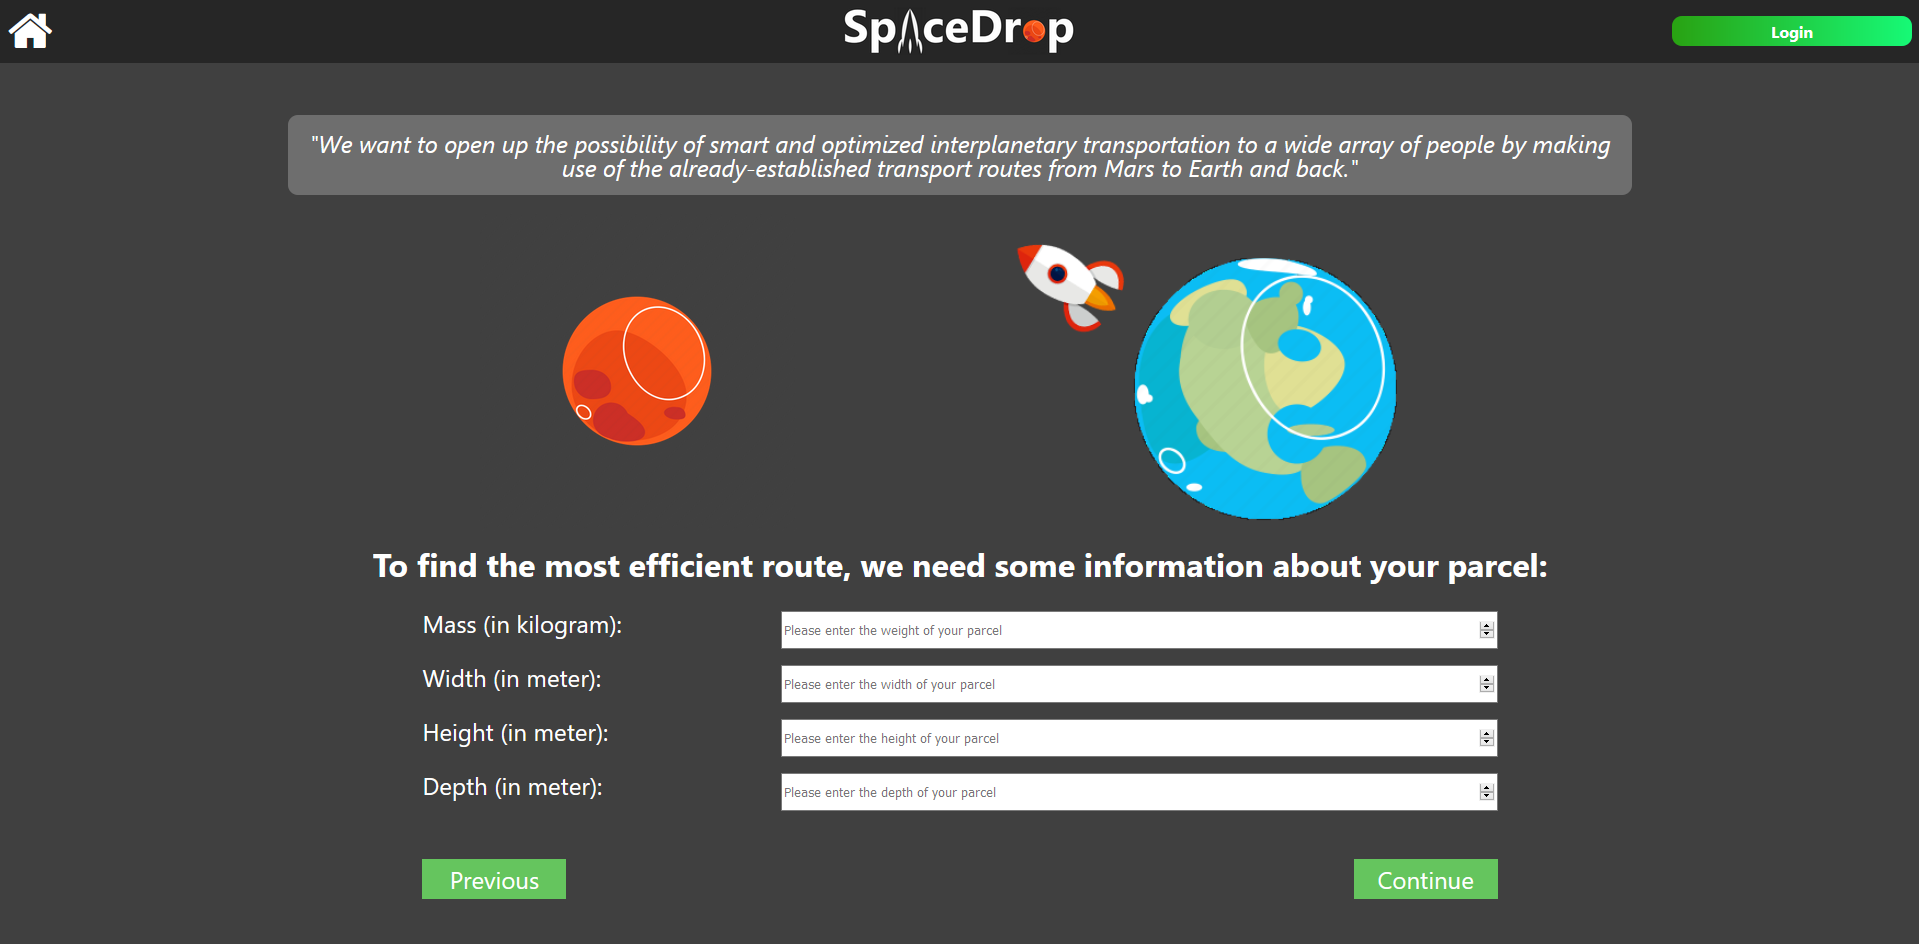 SpaceDrop
Login
"We want to open up the possibility of smart and optimized interplanetary transportation to a wide array of people by making
use of the already-established transport routes from Mars to Earth and back."
To find the most efficient route, we need some information about your parcel:
Mass (in kilogram):
Please enter the weight of your parcel
Width (in meter):
Please enter the width of your parcel
Height (in meter):
Please enter the height of your parcel
Depth (in meter):
Please enter the depth of your parcel
Previous
Continue